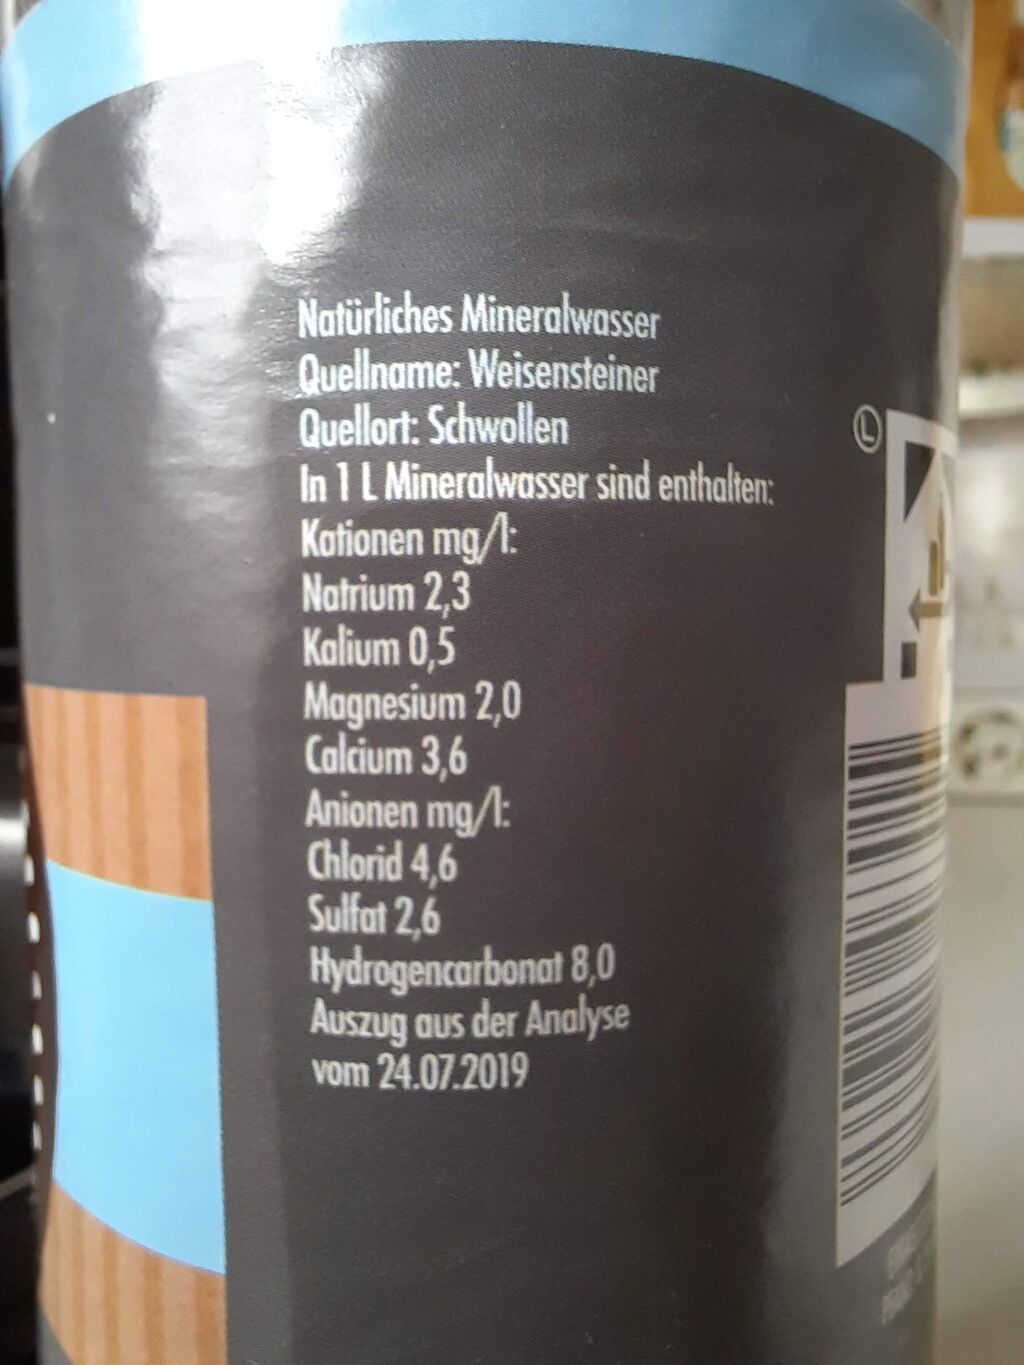 Natürliches Mineralwasser
Quellname: Weisensteiner
Quellort: Schwollen
In 1 L Mineralwasser sind enthalten:
Kationen mg/l:
Natrium 2,3
Kalium 0,5
Magnesium 2,0
Calcium 3,6
Anionen mg/l:
Chlorid 4,6
Sulfat 2,6
Hydrogencarbonat 8,0
Auszug aus der Analyse
vom 24.07.2019
L